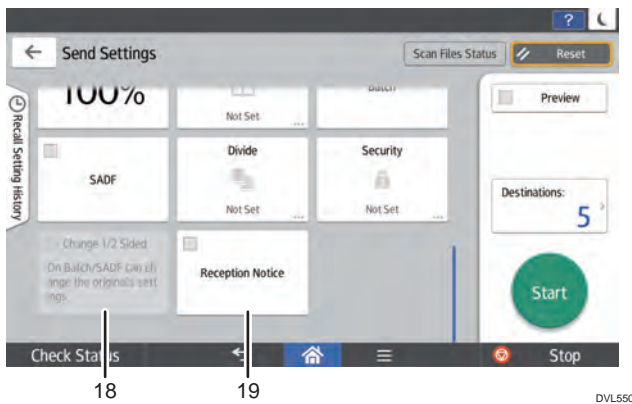 ?
Send Settings
Scan Files Status
Reset
Recall Setting History
100%
Not Set
...
Batch
Preview
SADF
Divide
Not Set
...
Security
Not Set
...
Destinations:
5
Change 1/2 Sided
On Batch/SADF can ch
ange the originals sett
ings.
Reception Notice
Start
Check Status
Stop
18
19
DVL550